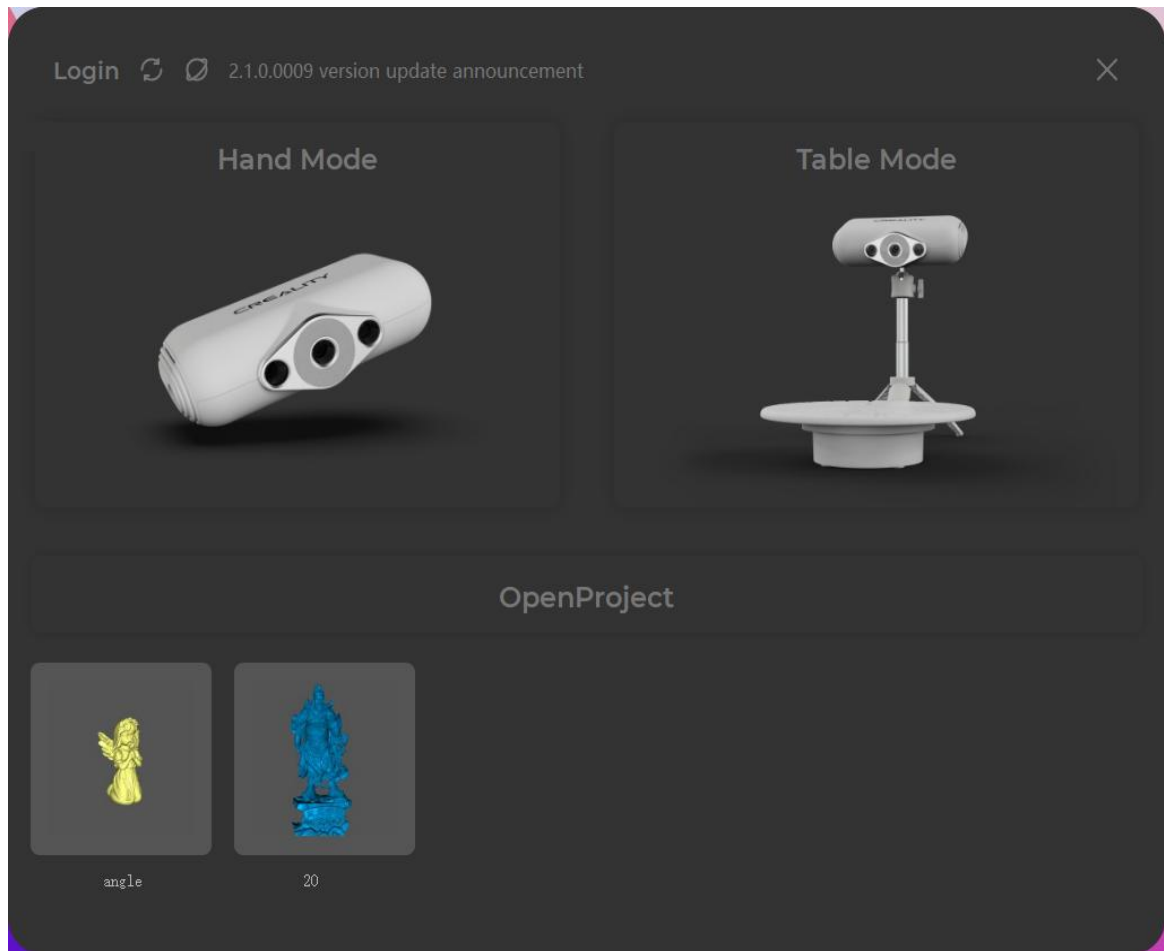 Login 2.1.0.0009 version update announcement
Hand Mode
Table Mode
CREALITY
OpenProject
angle
20